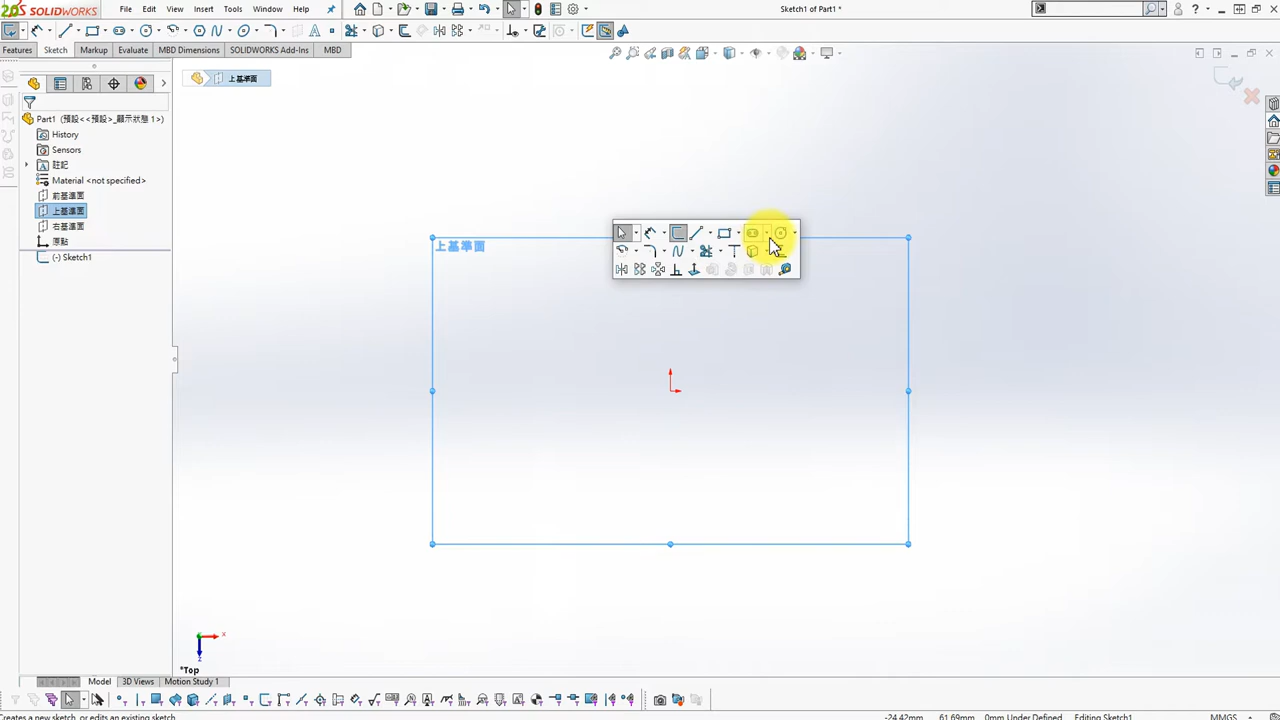 SOLIDWORKS
File
Edit
View
Insert
Tools
Window
Help
Sketch1 of Part1 *
Features
Sketch
Markup
Evaluate
MBD Dimensions
SOLIDWORKS Add-Ins
MBD
上基準面
Part1 (預設<<預設>_顯示狀態 1>)
History
Sensors
註記
Material <not specified>
前基準面
上基準面
右基準面
原點
(-) Sketch1
上基準面
x
z
*Top
Model
3D Views
Motion Study 1
Creates a new sketch, or edits an existing sketch.
-24.42mm
61.69mm
0mm Under Defined
Editing Sketch1
MMGS